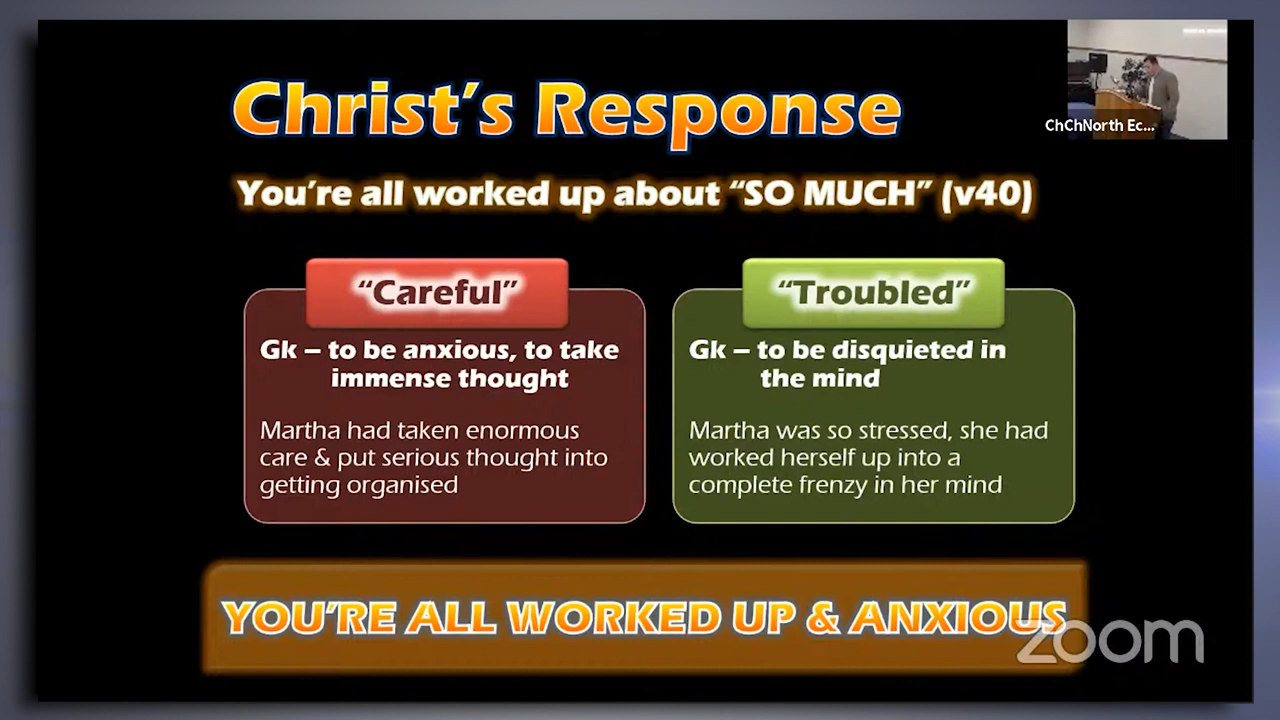 Christ's Response
ChChNorth Ec...
You're all worked up about “SO MUCH” (v40)
“Careful”
Gk – to be anxious, to take
immense thought
Martha had taken enormous
care & put serious thought into
getting organised
“Troubled”
Gk – to be disquieted in
the mind
Martha was so stressed, she had
worked herself up into a
complete frenzy in her mind
YOU'RE ALL WORKED UP & ANXIOUS
zoom